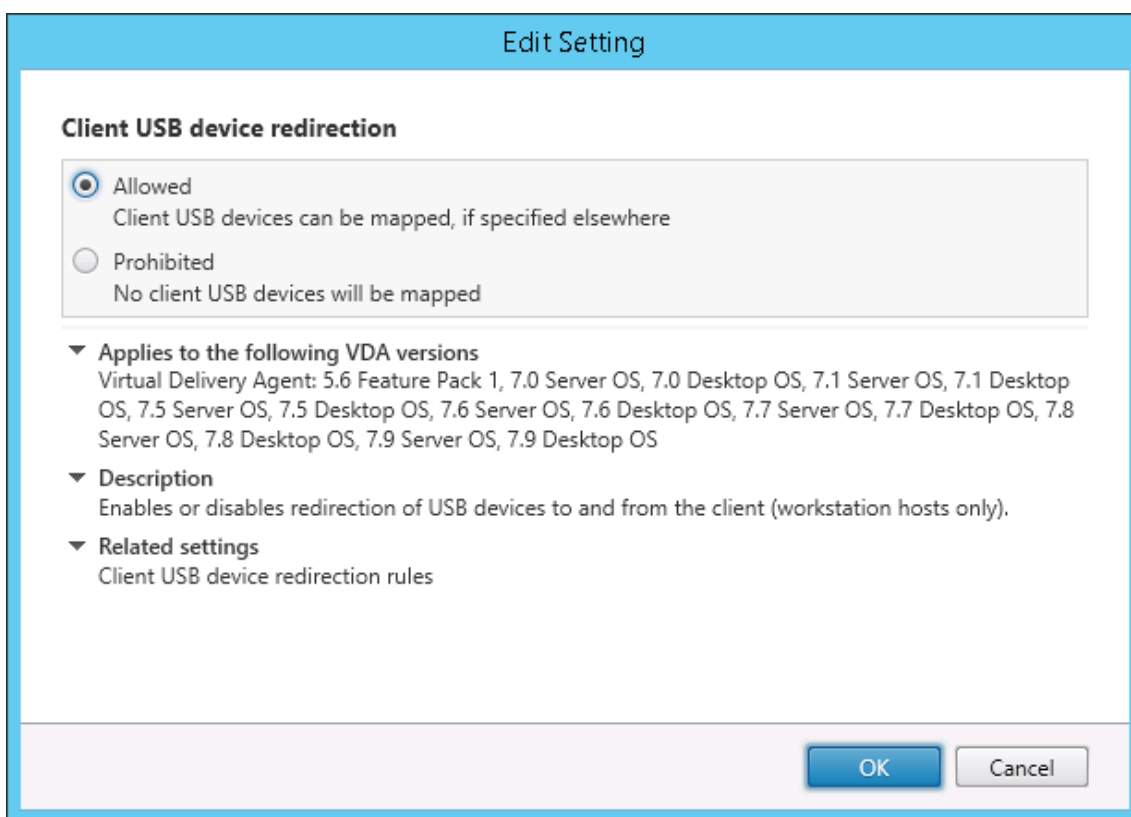 Edit Setting
Client USB device redirection
Allowed
Client USB devices can be mapped, if specified elsewhere
Prohibited
No client USB devices will be mapped
Applies to the following VDA versions
Virtual Delivery Agent: 5.6 Feature Pack 1, 7.0 Server OS, 7.0 Desktop OS, 7.1 Server OS, 7.1 Desktop
OS, 7.5 Server OS, 7.5 Desktop OS, 7.6 Server OS, 7.6 Desktop OS, 7.7 Server OS, 7.7 Desktop OS, 7.8
Server OS, 7.8 Desktop OS, 7.9 Server OS, 7.9 Desktop OS
Description
Enables or disables redirection of USB devices to and from the client (workstation hosts only).
Related settings
Client USB device redirection rules
OK
Cancel